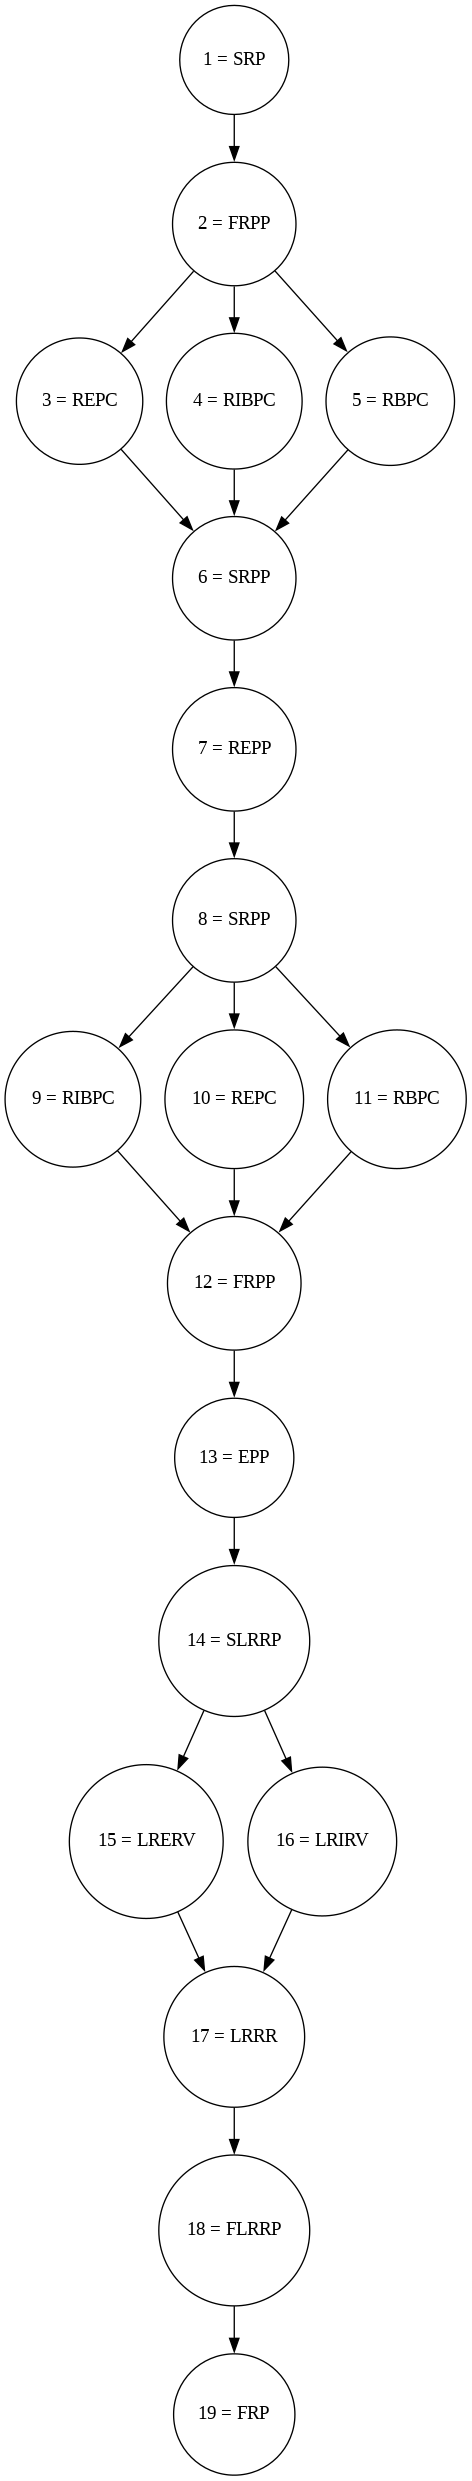 1 = SRP
2 = FRPP
3 = REPC
4 = RIBPC
5 = RBPC
6 = SRPP
7 = REPP
8 = SRPP
9 = RIBPC
10 = REPC
11 = RBPC
12 = FRPP
13 = EPP
14 = SLRRP
15 = LRERV
16 = LRIRV
17 = LRRR
18 = FLRRP
19 = FRP